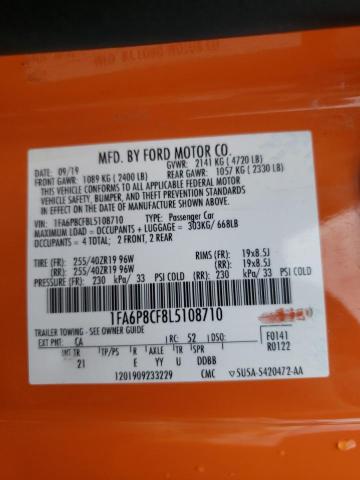 MFD. BY FORD MOTOR CO.
DATE: 09/19 GVWR: 2141 KG (4720 LB)
FRONT GAWR: 1089 KG (2400 LB) REAR GAWR: 1057 KG (2330 LB)
THIS VEHICLE CONFORMS TO ALL APPLICABLE FEDERAL MOTOR
VEHICLE SAFETY, BUMPER, AND THEFT PREVENTION STANDARDS
IN EFFECT ON THE DATE OF MANUFACTURE SHOWN ABOVE.
VIN: 1FA6P8CF8L5108710 TYPE: Passenger Car
MAXIMUM LOAD = OCCUPANTS + LUGGAGE = 303KG/ 668LB
OCCUPANTS = 4 TOTAL: 2 FRONT, 2 REAR
TIRE (FR): 255/40ZR19 96W RIMS (FR): 19x8.5J
TIRE (RR): 255/40ZR19 96W RIMS (RR): 19x8.5J
PRESSURE (FR): 230 kPa/ 33 PSI COLD (RR): 230 kPa/ 33 PSI COLD
1FA6P8CF8L5108710
TRAILER TOWING - SEE OWNERS GUIDE
EXT PNT: CA RC: 52 DSO: F0141
R0122
INT TR TP/PS R AXLE TR SPR
21 E YY U DDBB
1201909233229 CMC ▽5U5A-5420472-AA